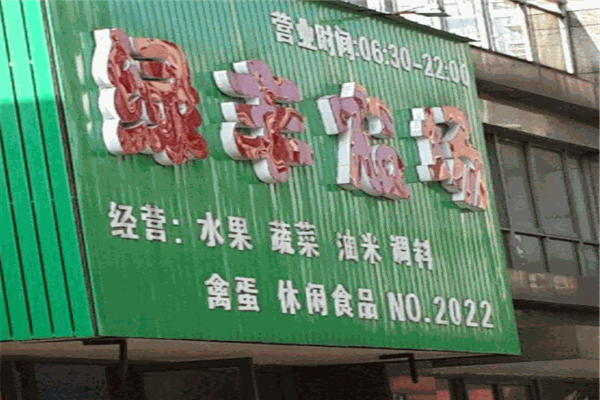 营业时间:06:30-22:00
场
经营：水果 蔬菜 油米 调料
禽蛋 休闲食品 NO.2022